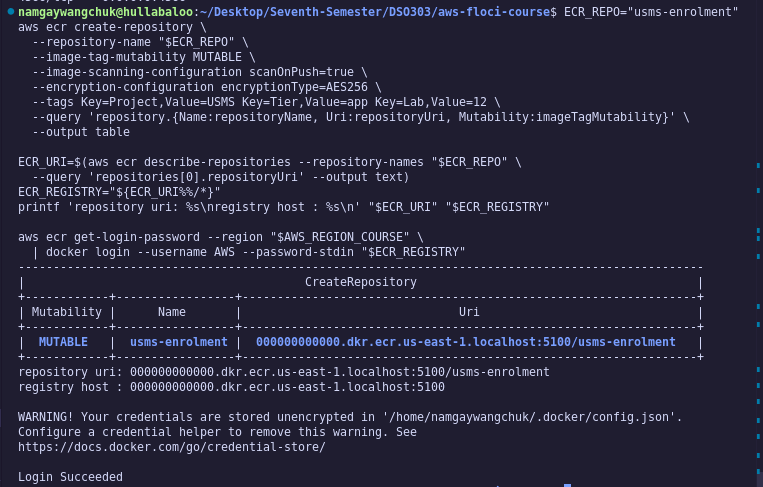 namgaywangchuk@hullabaloo:~/Desktop/Seventh-Semester/DSO303/aws-floci-course$ ECR_REPO="usms-enrolment"
aws ecr create-repository \
  --repository-name "$ECR_REPO" \
  --image-tag-mutability MUTABLE \
  --image-scanning-configuration scanOnPush=true \
  --encryption-configuration encryptionType=AES256 \
  --tags Key=Project,Value=USMS Key=Tier,Value=app Key=Lab,Value=12 \
  --query 'repository.{Name:repositoryName, Uri:repositoryUri, Mutability:imageTagMutability}' \
  --output table

ECR_URI=$(aws ecr describe-repositories --repository-names "$ECR_REPO" \
  --query 'repositories[0].repositoryUri' --output text)
ECR_REGISTRY="${ECR_URI%%/*}"
printf 'repository uri: %s\nregistry host : %s\n' "$ECR_URI" "$ECR_REGISTRY"

aws ecr get-login-password --region "$AWS_REGION_COURSE" \
  | docker login --username AWS --password-stdin "$ECR_REGISTRY"
-----------------------------------------------------------------------------------------------------
|                                         CreateRepository                                          |
+------------+-----------------+--------------------------------------------------------------------+
| Mutability |      Name       |                                Uri                                 |
+------------+-----------------+--------------------------------------------------------------------+
|  MUTABLE   |  usms-enrolment |  000000000000.dkr.ecr.us-east-1.localhost:5100/usms-enrolment   |
+------------+-----------------+--------------------------------------------------------------------+
repository uri: 000000000000.dkr.ecr.us-east-1.localhost:5100/usms-enrolment
registry host : 000000000000.dkr.ecr.us-east-1.localhost:5100

WARNING! Your credentials are stored unencrypted in '/home/namgaywangchuk/.docker/config.json'.
Configure a credential helper to remove this warning. See
https://docs.docker.com/go/credential-store/

Login Succeeded